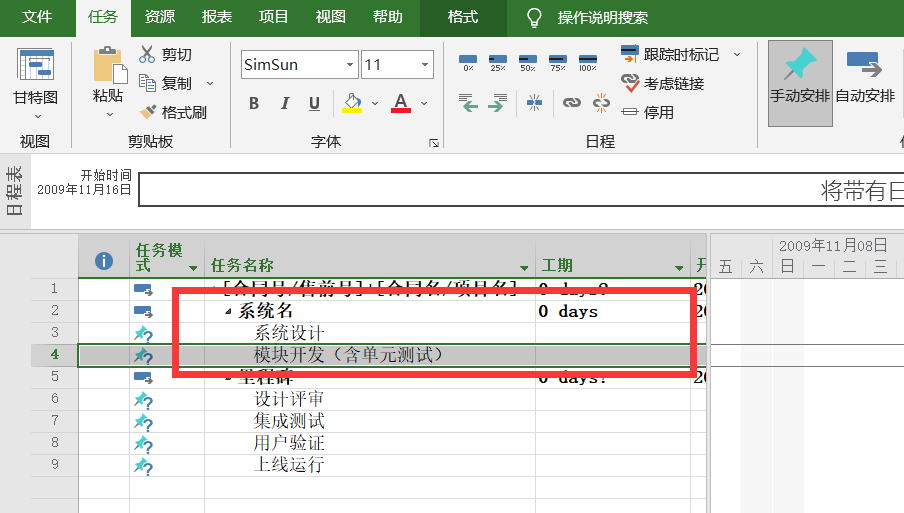 文件 任务 资源 报表 项目 视图 帮助 格式 操作说明搜索
甘特图 视图
粘贴 剪切 复制 格式刷 剪贴板
SimSun 11
B I U A
字体
0% 25% 50% 75% 100%
跟踪时标记
考虑链接
停用
日程
手动安排 自动安排
日程表
开始时间
2009年11月16日
将带有日
任务模式 任务名称 工期 开
2009年11月08日
五 六 日 一 二 三
1 [合同号/售前号]+[合同名/项目名] 0 days? 20
2 系统名 0 days 20
3 系统设计
4 模块开发（含单元测试）
5 里程碑 0 days? 20
6 设计评审
7 集成测试
8 用户验证
9 上线运行